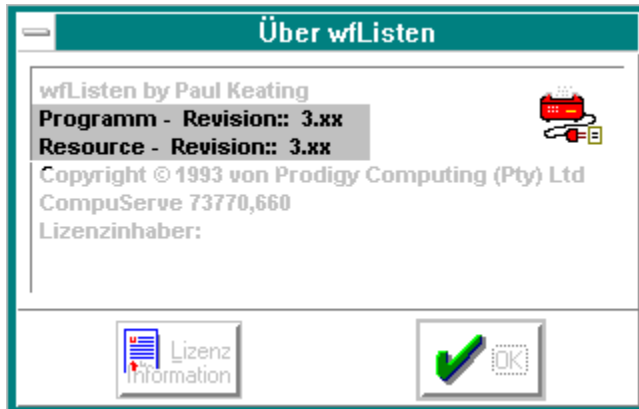 Über wfListen
wfListen by Paul Keating
Programm - Revision:: 3.xx
Resource - Revision:: 3.xx
Copyright © 1993 von Prodigy Computing (Pty) Ltd
CompuServe 73770,660
Lizenzinhaber:
Lizenz
Information
OK